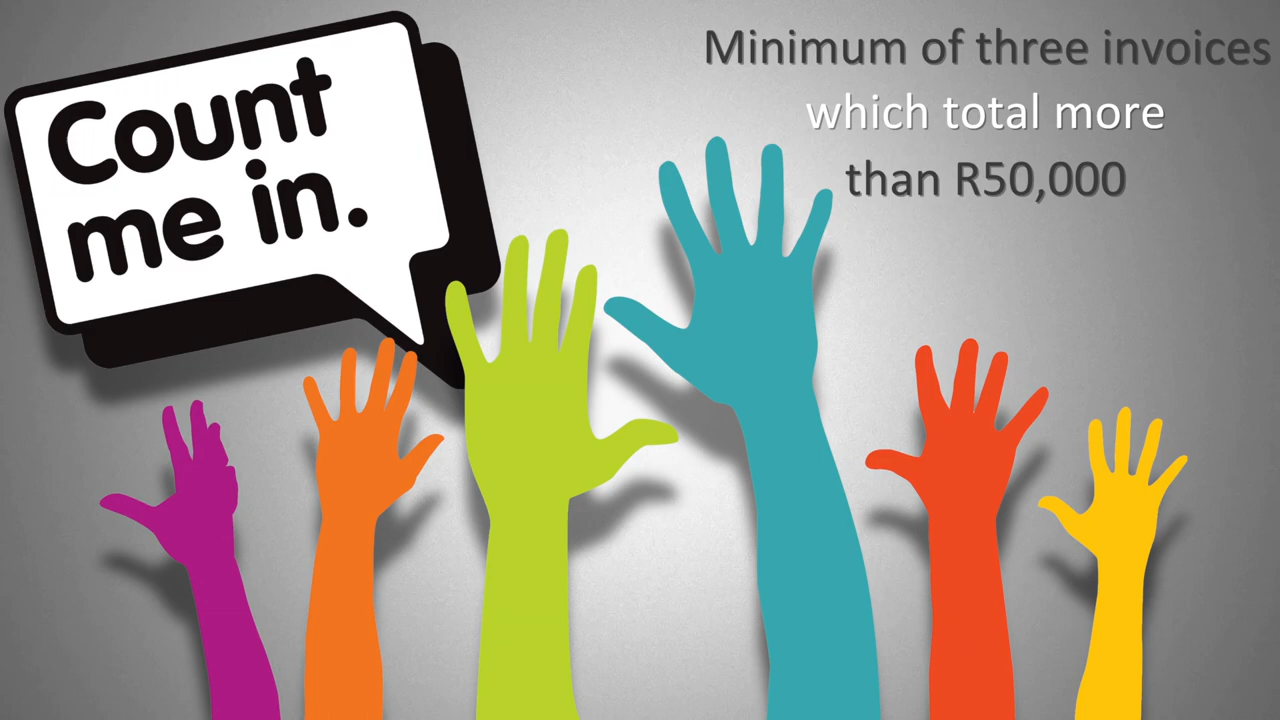 Count
me in.
Minimum of three invoices
which total more
than R50,000